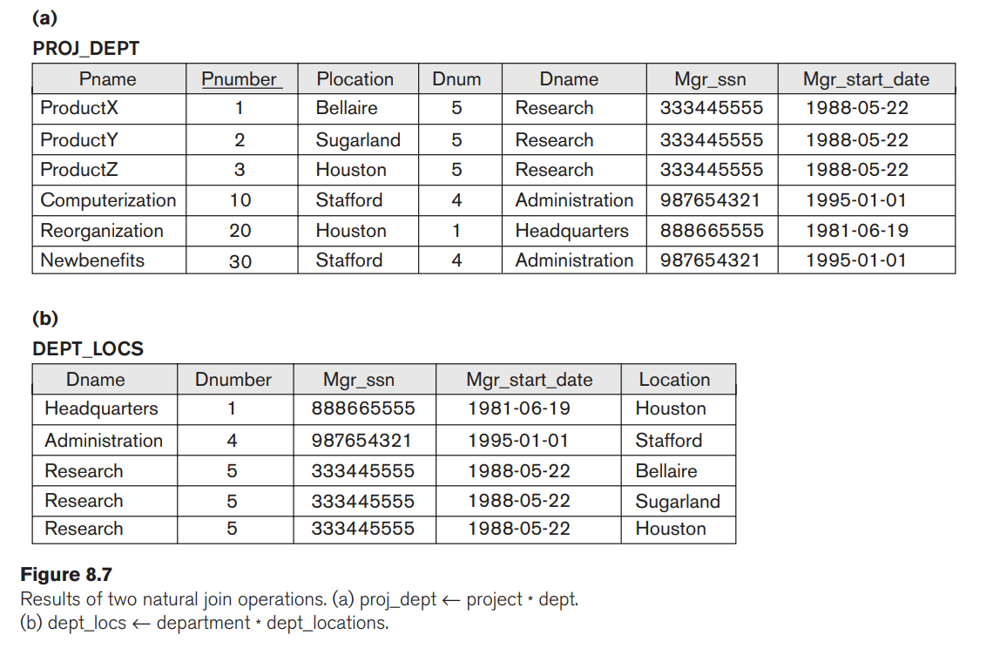 (a)
PROJ_DEPT
Pname Pnumber Plocation Dnum Dname Mgr_ssn Mgr_start_date
ProductX 1 Bellaire 5 Research 333445555 1988-05-22
ProductY 2 Sugarland 5 Research 333445555 1988-05-22
ProductZ 3 Houston 5 Research 333445555 1988-05-22
Computerization 10 Stafford 4 Administration 987654321 1995-01-01
Reorganization 20 Houston 1 Headquarters 888665555 1981-06-19
Newbenefits 30 Stafford 4 Administration 987654321 1995-01-01
(b)
DEPT_LOCS
Dname Dnumber Mgr_ssn Mgr_start_date Location
Headquarters 1 888665555 1981-06-19 Houston
Administration 4 987654321 1995-01-01 Stafford
Research 5 333445555 1988-05-22 Bellaire
Research 5 333445555 1988-05-22 Sugarland
Research 5 333445555 1988-05-22 Houston
Figure 8.7
Results of two natural join operations. (a) proj_dept ← project * dept.
(b) dept_locs ← department * dept_locations.